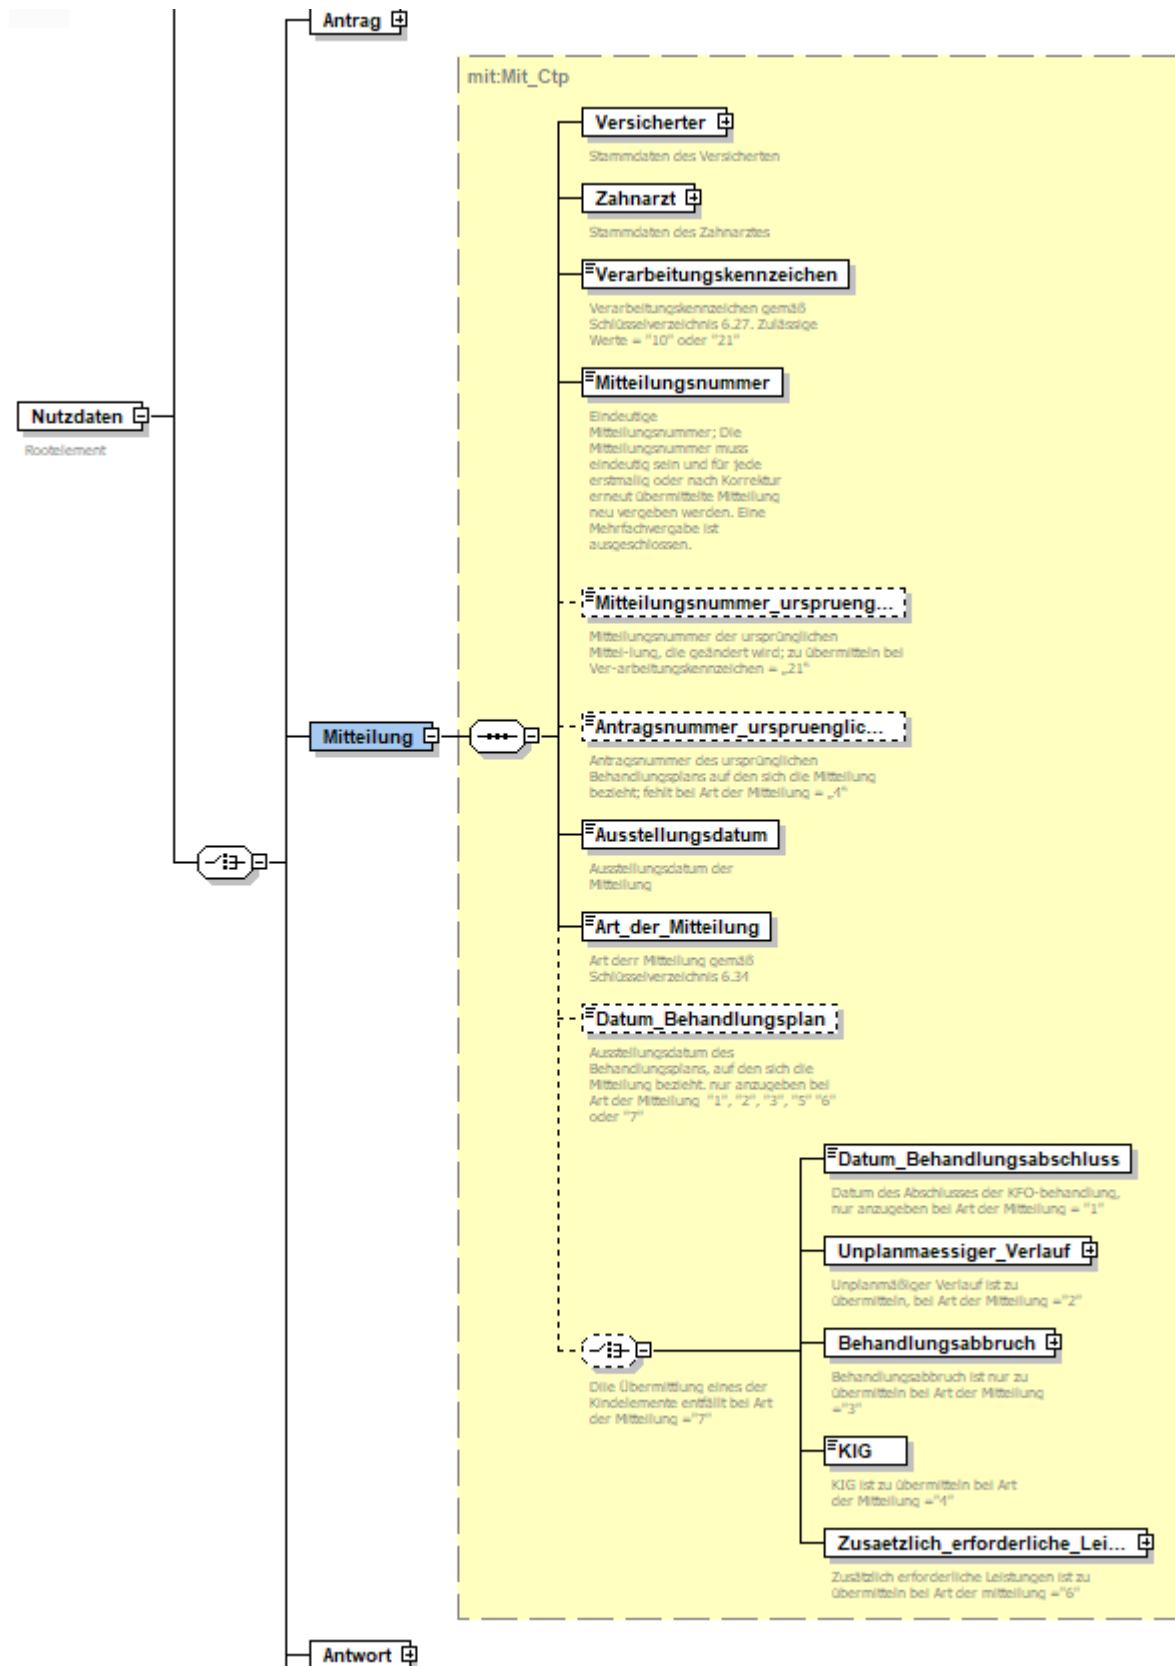 Antrag
mit:Mit_Ctp
Versicherter
Stammdaten des Versicherten
Zahnarzt
Stammdaten des Zahnarztes
Verarbeitungskennzeichen
Verarbeitungskennzeichen gemäß
Schlüsselverzeichnis 6.27. Zulässige
Werte = "10" oder "21"
Mitteilungsnummer
Eindeutige
Mitteilungsnummer; Die
Mitteilungsnummer muss
eindeutig sein und für jede
erstmalig oder nach Korrektur
erneut übermittelte Mitteilung
neu vergeben werden. Eine
Mehrfachvergabe ist
ausgeschlossen.
Nutzdaten
Rootelement
Mitteilungsnummer_ursprueng...
Mitteilungsnummer der ursprünglichen
Mittei-lung, die geändert wird; zu übermitteln bei
Ver-arbeitungskennzeichen = „21“
Mitteilung
Antragsnummer_urspruenglic...
Antragsnummer des ursprünglichen
Behandlungsplans auf den sich die Mitteilung
bezieht; fehlt bei Art der Mitteilung = „4“
Ausstellungsdatum
Ausstellungsdatum der
Mitteilung
Art_der_Mitteilung
Art derr Mitteilung gemäß
Schlüsselverzeichnis 6.34
Datum_Behandlungsplan
Ausstellungsdatum des
Behandlungsplans, auf den sich die
Mitteilung bezieht. nur anzugeben bei
Art der Mitteilung "1", "2", "3", "5" "6"
oder "7"
Datum_Behandlungsabschluss
Datum des Abschlusses der KFO-behandlung,
nur anzugeben bei Art der Mitteilung = "1"
Unplanmaessiger_Verlauf
Unplanmäßiger Verlauf ist zu
übermitteln, bei Art der Mitteilung ="2"
Behandlungsabbruch
Behandlungsabbruch ist nur zu
übermitteln bei Art der Mitteilung
="3"
DIie Übermittlung eines der
Kindelemente entfällt bei Art
der Mitteilung ="7"
KIG
KIG ist zu übermitteln bei Art
der Mitteilung ="4"
Zusaetzlich_erforderliche_Lei...
Zusätzlich erforderliche Leistungen ist zu
übermitteln bei Art der mitteilung ="6"
Antwort